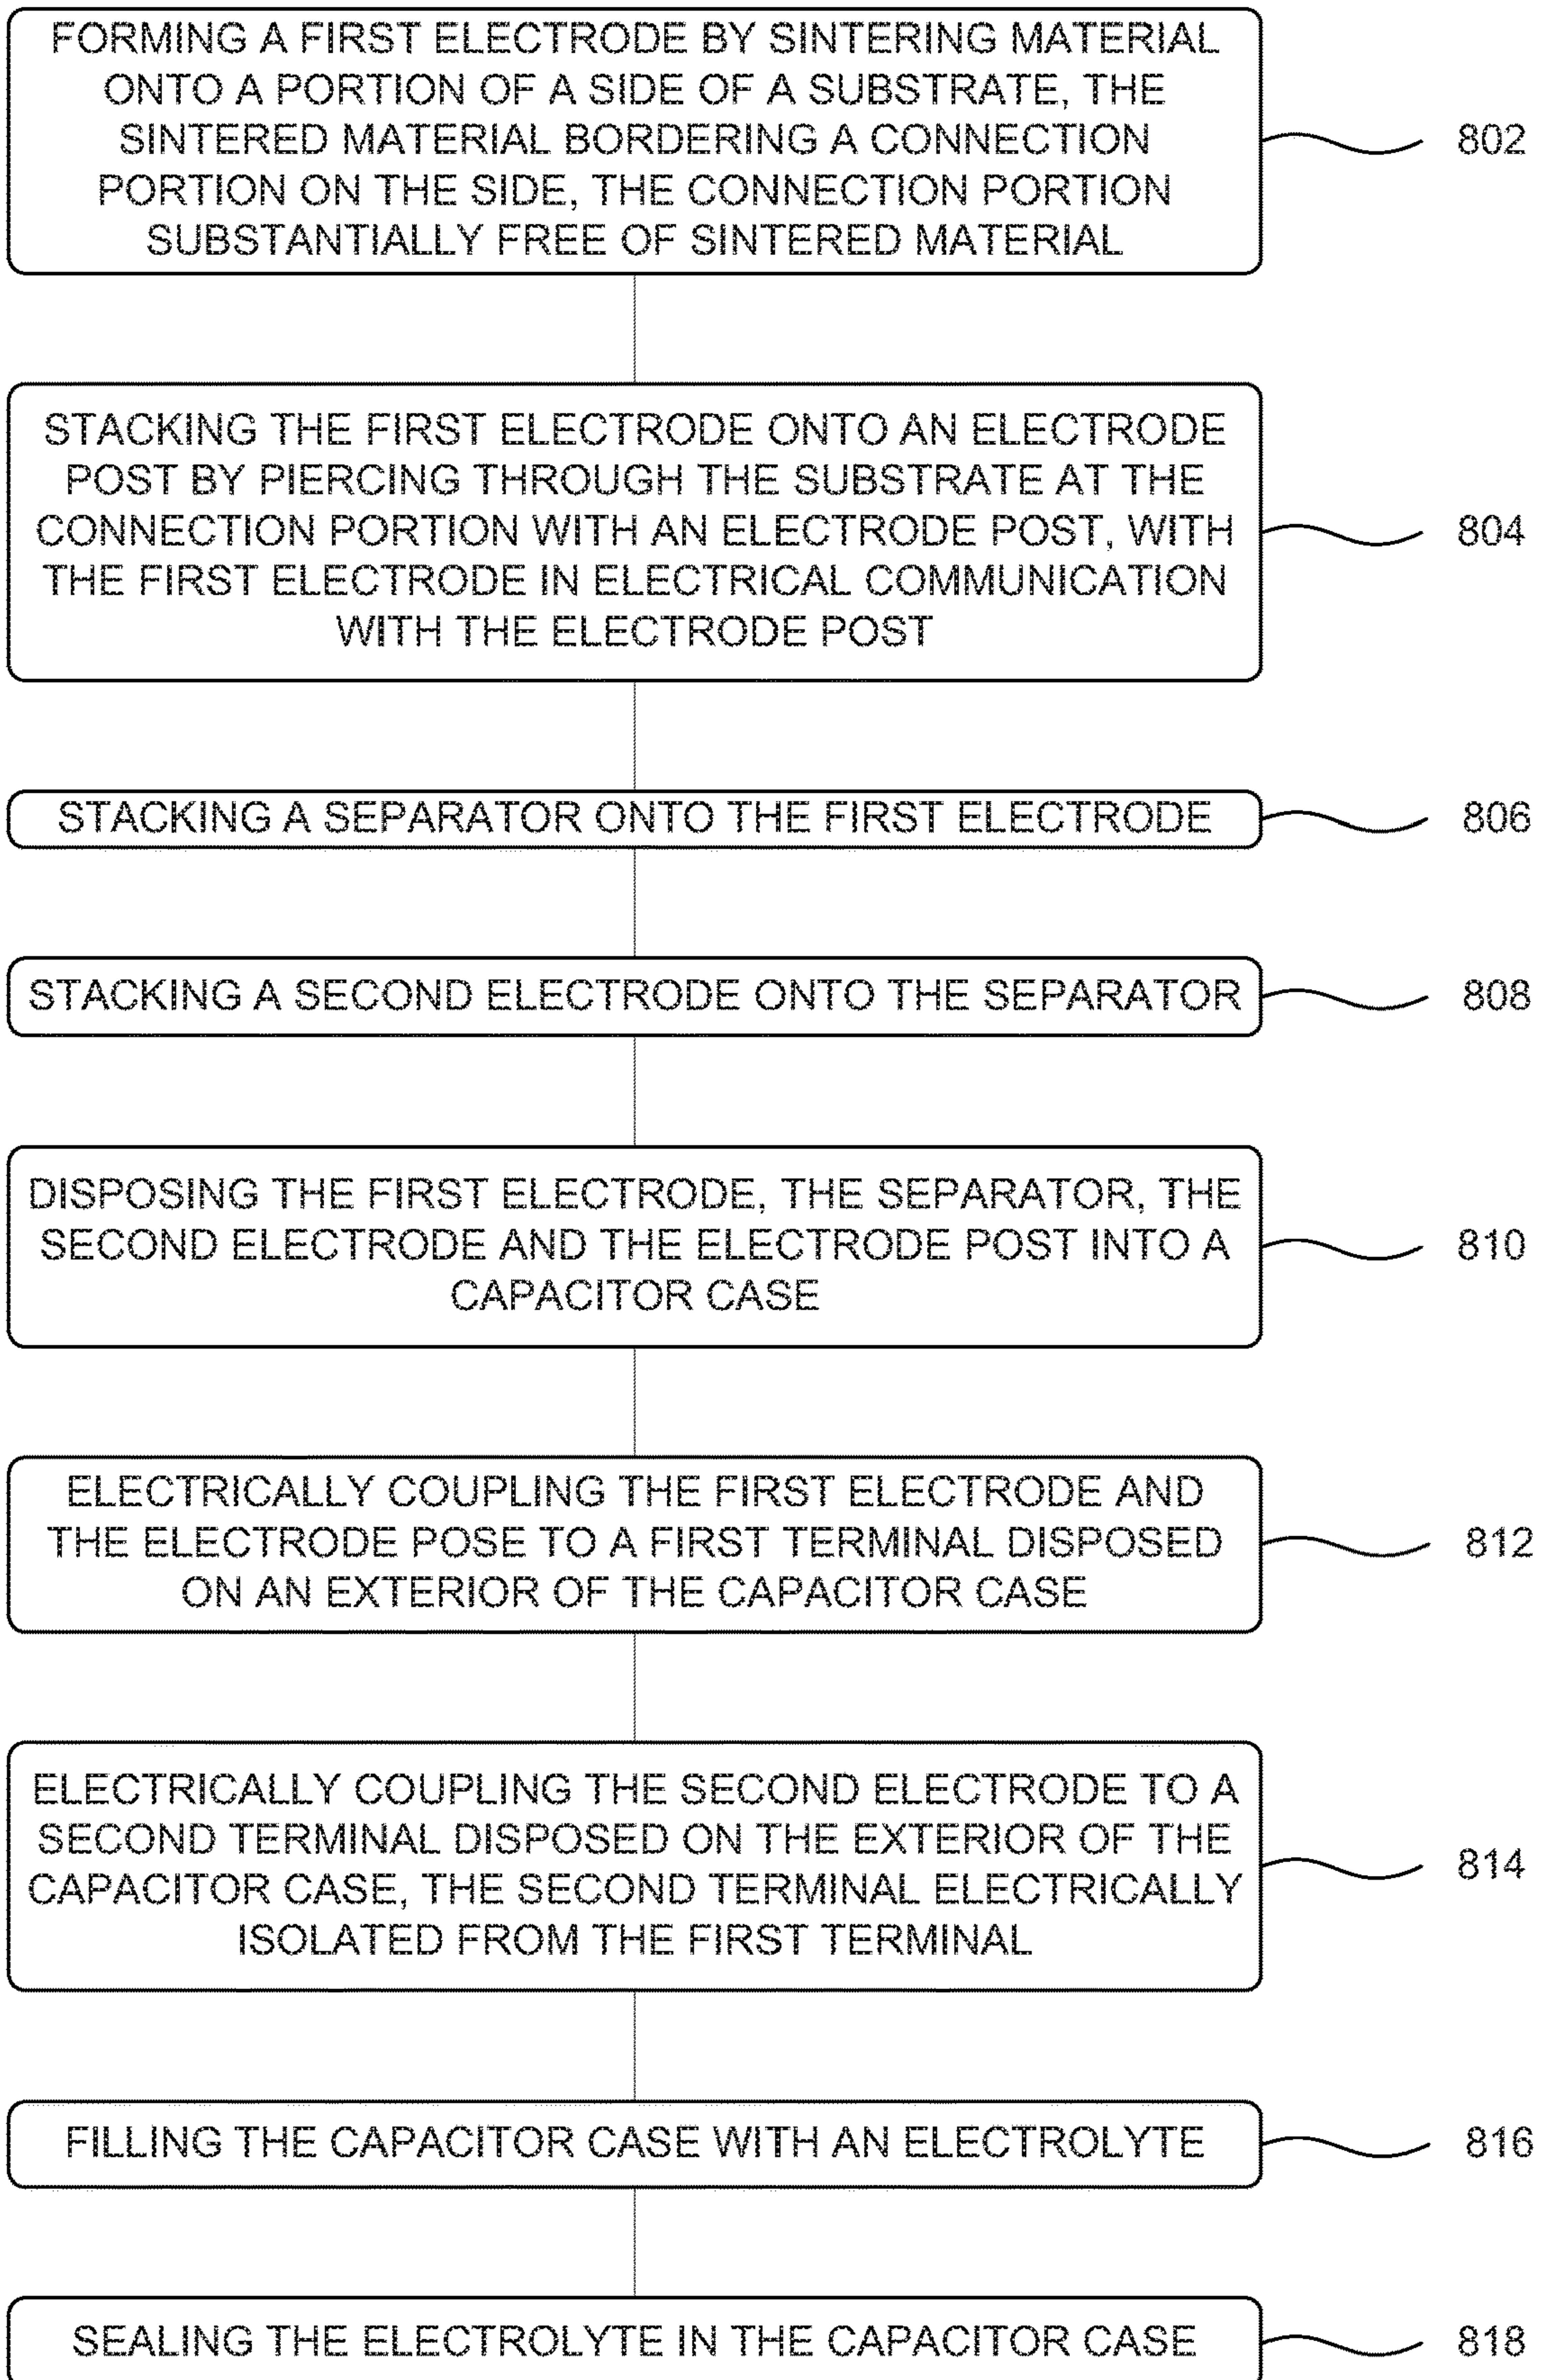 FORMING A FIRST ELECTRODE BY SINTERING MATERIAL
ONTO A PORTION OF A SIDE OF A SUBSTRATE, THE
SINTERED MATERIAL BORDERING A CONNECTION
PORTION ON THE SIDE, THE CONNECTION PORTION
SUBSTANTIALLY FREE OF SINTERED MATERIAL
802
STACKING THE FIRST ELECTRODE ONTO AN ELECTRODE
POST BY PIERCING THROUGH THE SUBSTRATE AT THE
CONNECTION PORTION WITH AN ELECTRODE POST, WITH
THE FIRST ELECTRODE IN ELECTRICAL COMMUNICATION
WITH THE ELECTRODE POST
804
STACKING A SEPARATOR ONTO THE FIRST ELECTRODE
806
STACKING A SECOND ELECTRODE ONTO THE SEPARATOR
808
DISPOSING THE FIRST ELECTRODE, THE SEPARATOR, THE
SECOND ELECTRODE AND THE ELECTRODE POST INTO A
CAPACITOR CASE
810
ELECTRICALLY COUPLING THE FIRST ELECTRODE AND
THE ELECTRODE POSE TO A FIRST TERMINAL DISPOSED
ON AN EXTERIOR OF THE CAPACITOR CASE
812
ELECTRICALLY COUPLING THE SECOND ELECTRODE TO A
SECOND TERMINAL DISPOSED ON THE EXTERIOR OF THE
CAPACITOR CASE, THE SECOND TERMINAL ELECTRICALLY
ISOLATED FROM THE FIRST TERMINAL
814
FILLING THE CAPACITOR CASE WITH AN ELECTROLYTE
816
SEALING THE ELECTROLYTE IN THE CAPACITOR CASE
818